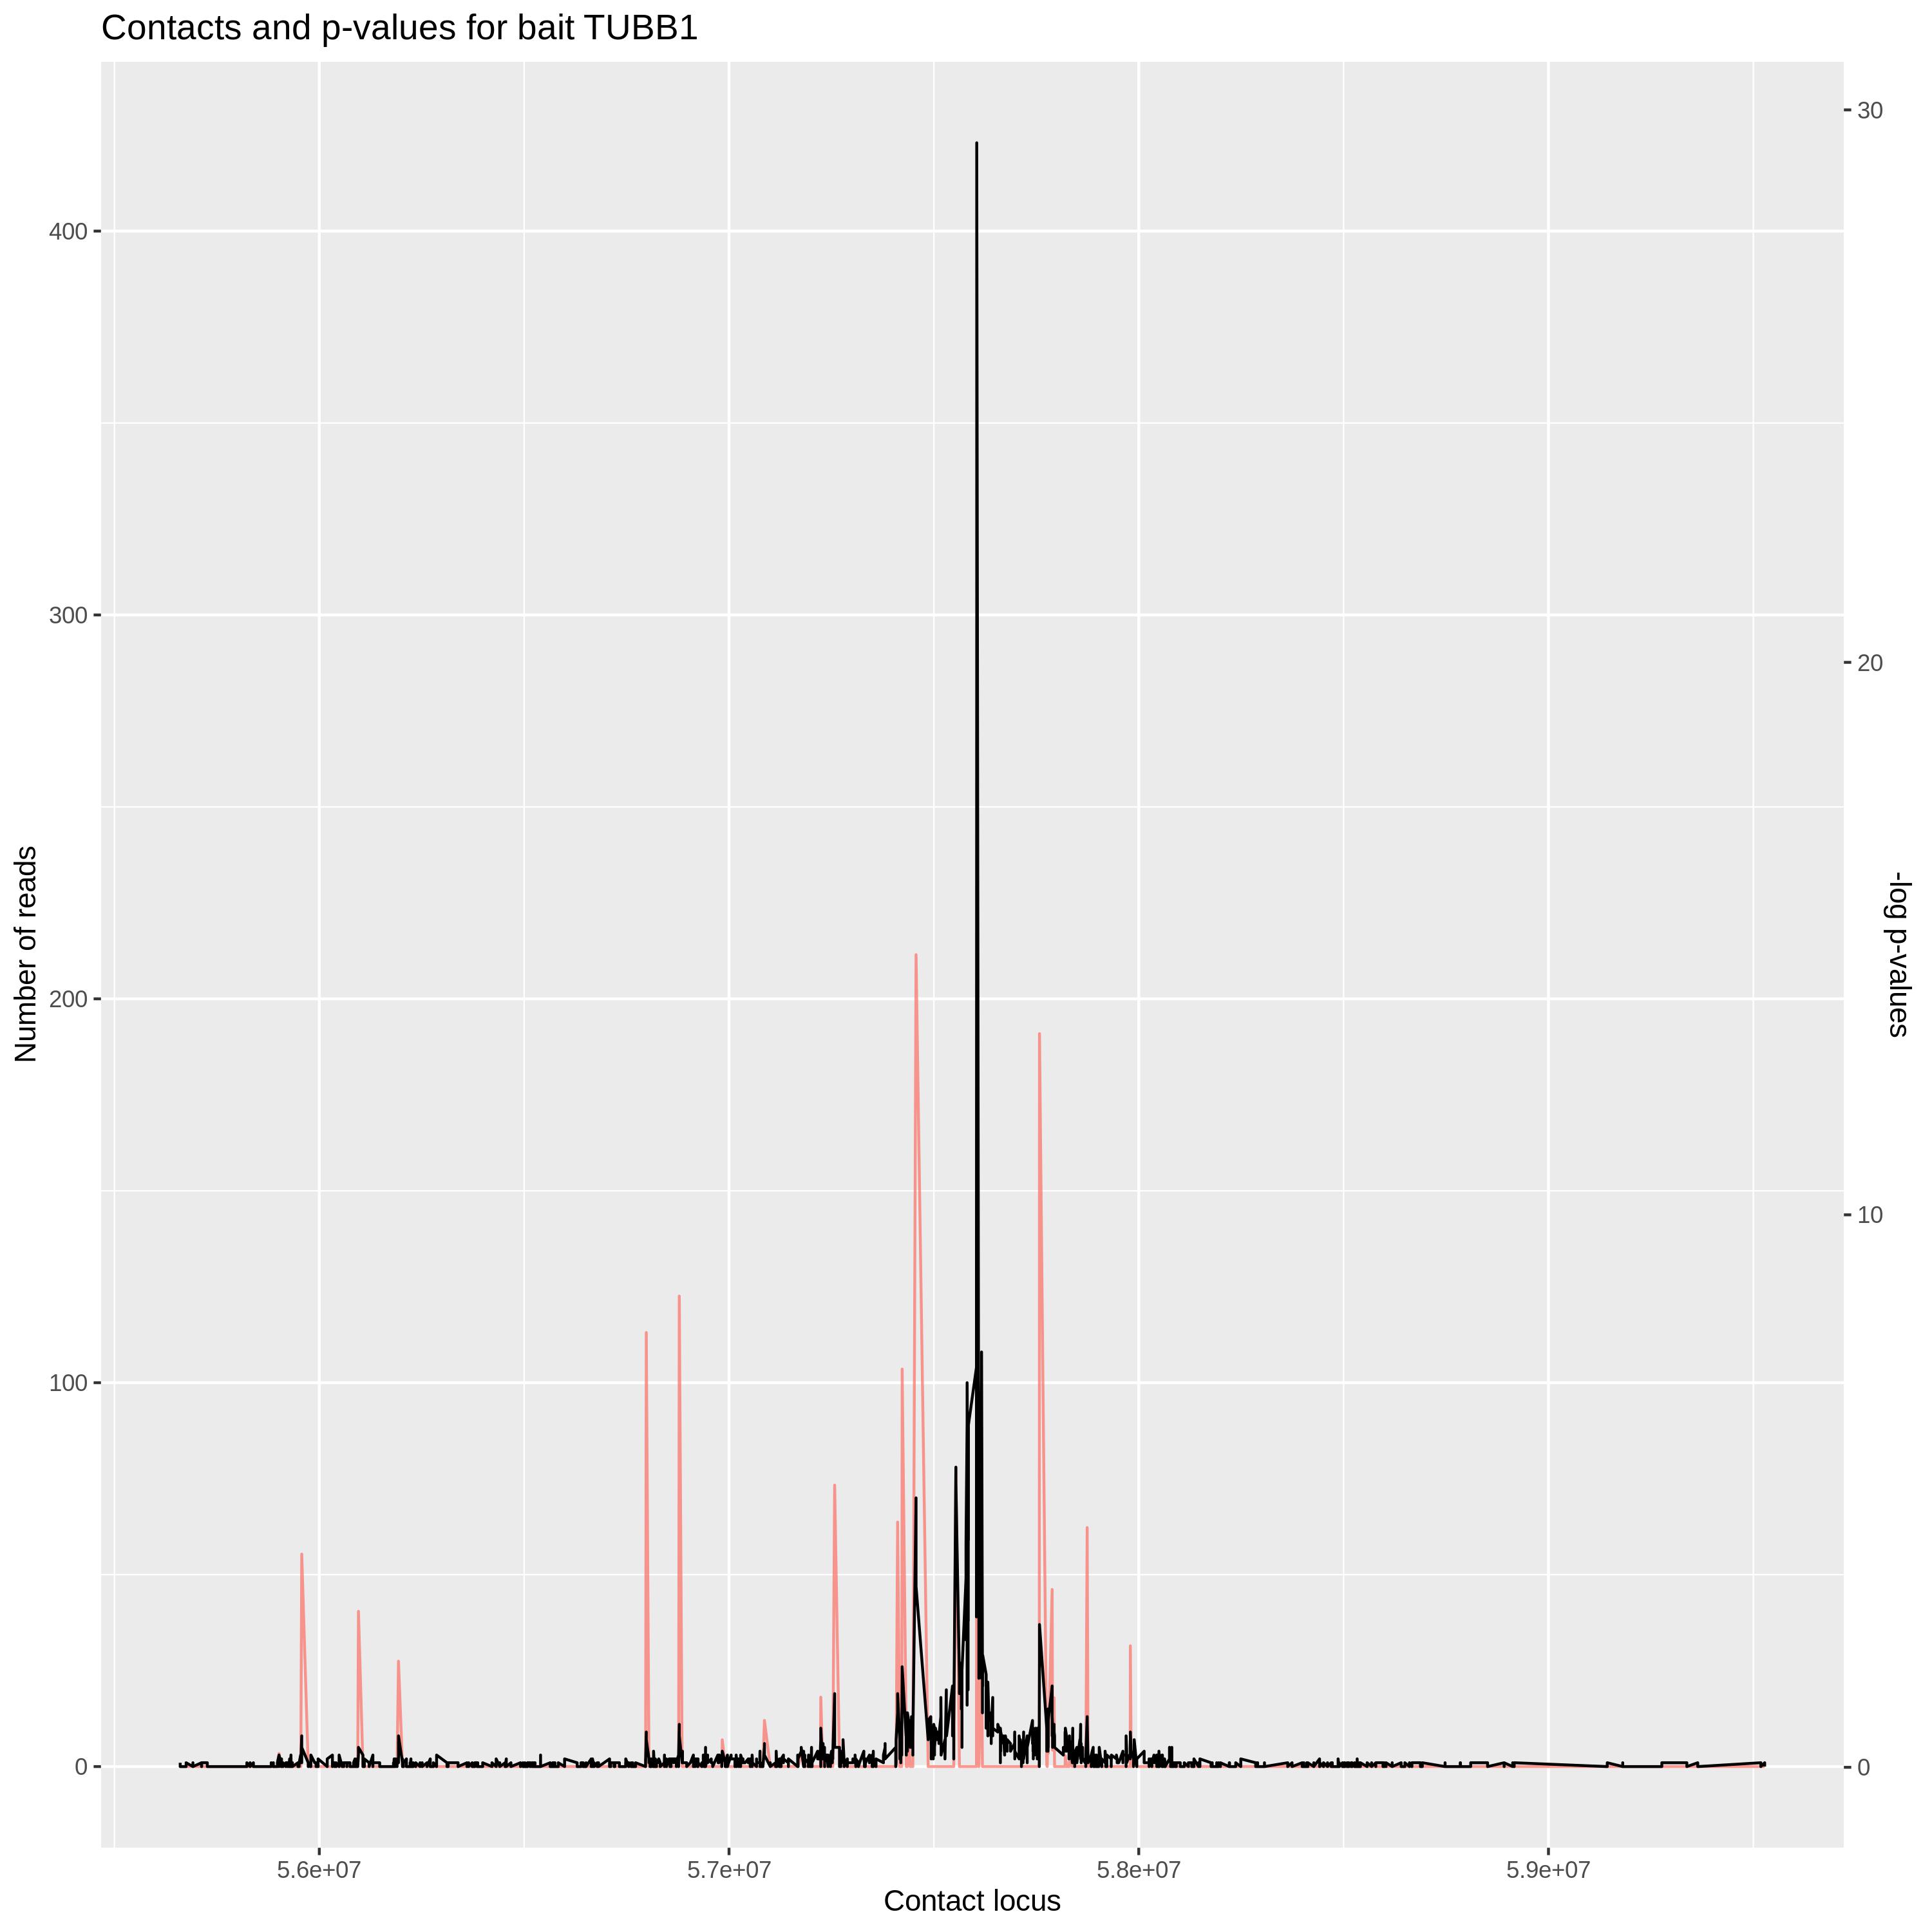 Contacts and p-values for bait TUBB1
400
300
200
100
0
30
20
10
0
Number of reads
-log p-values
5.6e+07
5.7e+07
5.8e+07
5.9e+07
Contact locus